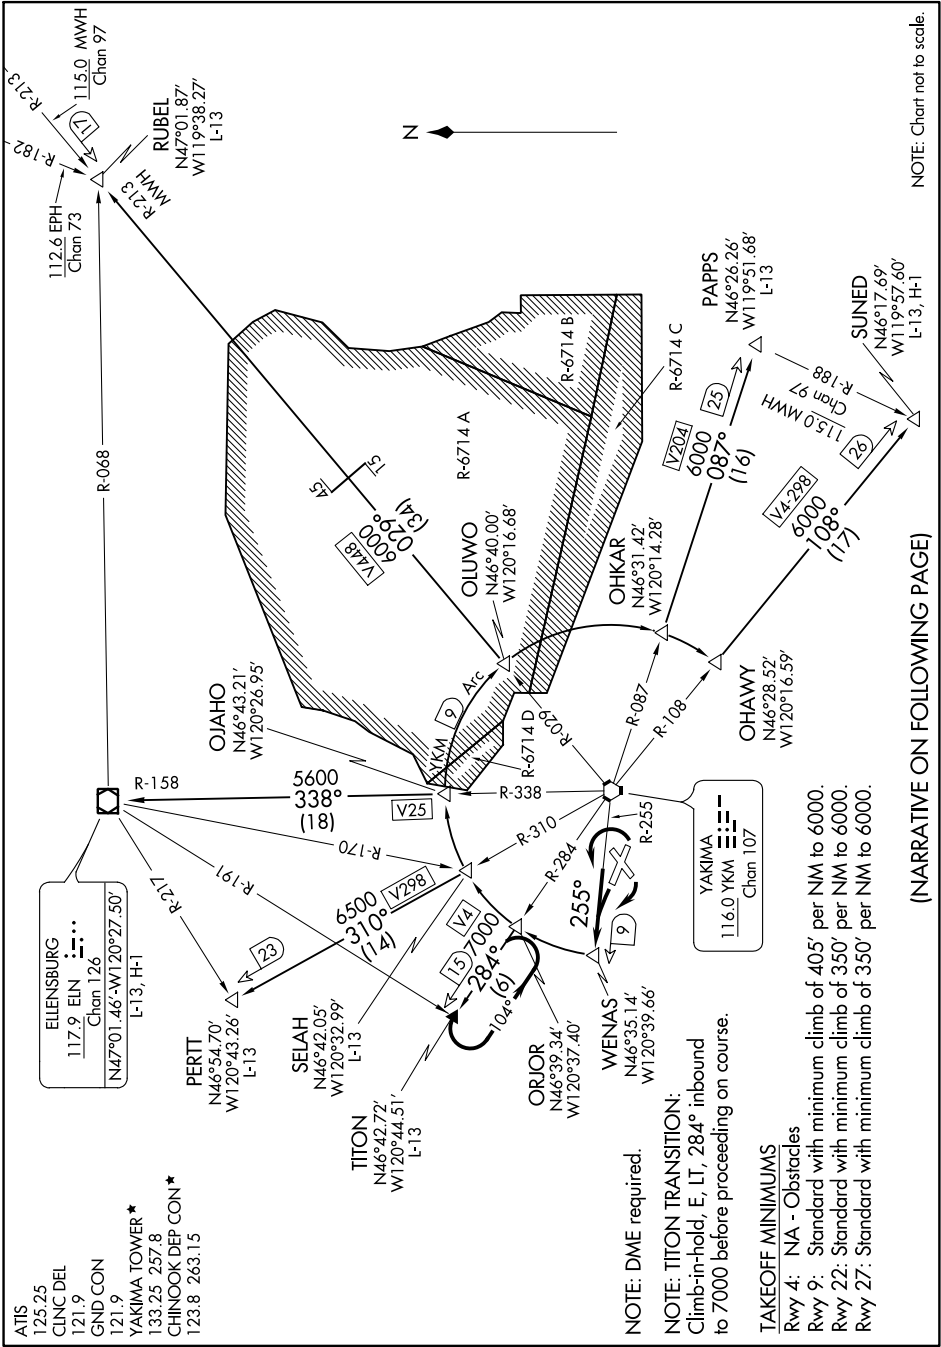 ATIS
125.25
CLNC DEL
121.9
GND CON
121.9
YAKIMA TOWER★
133.25 257.8
CHINOOK DEP CON★
123.8 263.15
ELLENSBURG
117.9 ELN
Chan 126
N47°01.46'-W120°27.50'
L-13, H-1
R-158
R-068
R-217
R-191
R-170
5600
338°
(18)
V25
112.6 EPH
Chan 73
R-182
R-213
17
115.0 MWH
Chan 97
RUBEL
N47°01.87'
W119°38.27'
L-13
R-213
MWH
N
PERTT
N46°54.70'
W120°43.26'
L-13
23
6500
310°
(14)
V298
SELAH
N46°42.05'
W120°32.99'
L-13
TITON
N46°42.72'
W120°44.51'
L-13
15
V4
7000
284°
(6)
104°
ORJOR
N46°39.34'
W120°37.40'
WENAS
N46°35.14'
W120°39.66'
9
255°
R-255
R-284
R-310
R-338
R-029
R-087
R-108
OJAHO
N46°43.21'
W120°26.95'
YKM
9
Arc
R-6714 D
OLUWO
N46°40.00'
W120°16.68'
V448
6000
029°
(34)
45
15
R-6714 A
R-6714 B
R-6714 C
YAKIMA
116.0 YKM
Chan 107
OHKAR
N46°31.42'
W120°14.28'
OHAWY
N46°28.52'
W120°16.59'
V204
6000
087°
(16)
25
PAPPS
N46°26.26'
W119°51.68'
L-13
V4-298
6000
108°
(17)
26
115.0 MWH
Chan 97
R-188
SUNED
N46°17.69'
W119°57.60'
L-13, H-1
NOTE: DME required.
NOTE: TITON TRANSITION:
Climb-in-hold, E, LT, 284° inbound
to 7000 before proceeding on course.
TAKEOFF MINIMUMS
Rwy 4: NA - Obstacles
Rwy 9: Standard with minimum climb of 405' per NM to 6000.
Rwy 22: Standard with minimum climb of 350' per NM to 6000.
Rwy 27: Standard with minimum climb of 350' per NM to 6000.
NOTE: Chart not to scale.
(NARRATIVE ON FOLLOWING PAGE)